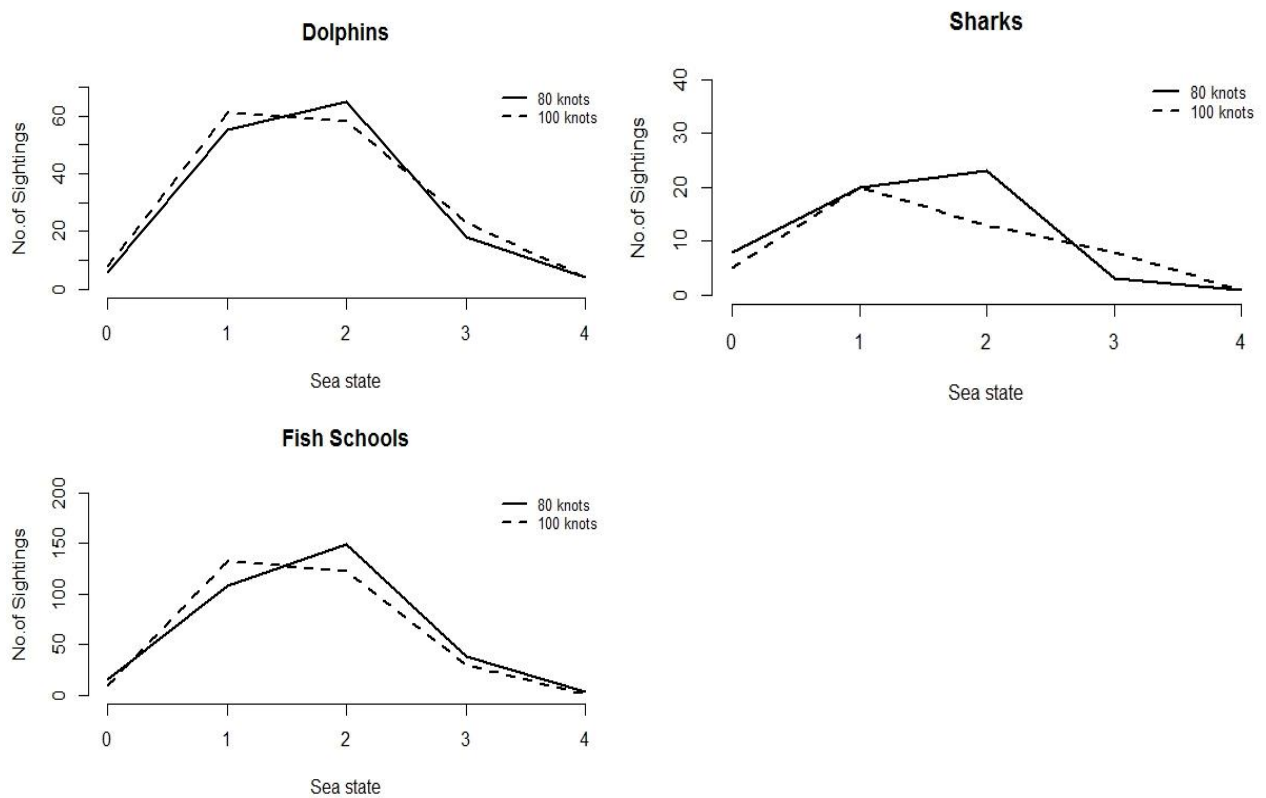 Dolphins
80 knots
100 knots
No.of Sightings
60
40
20
0
0 1 2 3 4
Sea state
Sharks
80 knots
100 knots
No.of Sightings
40
30
20
10
0
0 1 2 3 4
Sea state
Fish Schools
80 knots
100 knots
No.of Sightings
200
150
100
50
0
0 1 2 3 4
Sea state